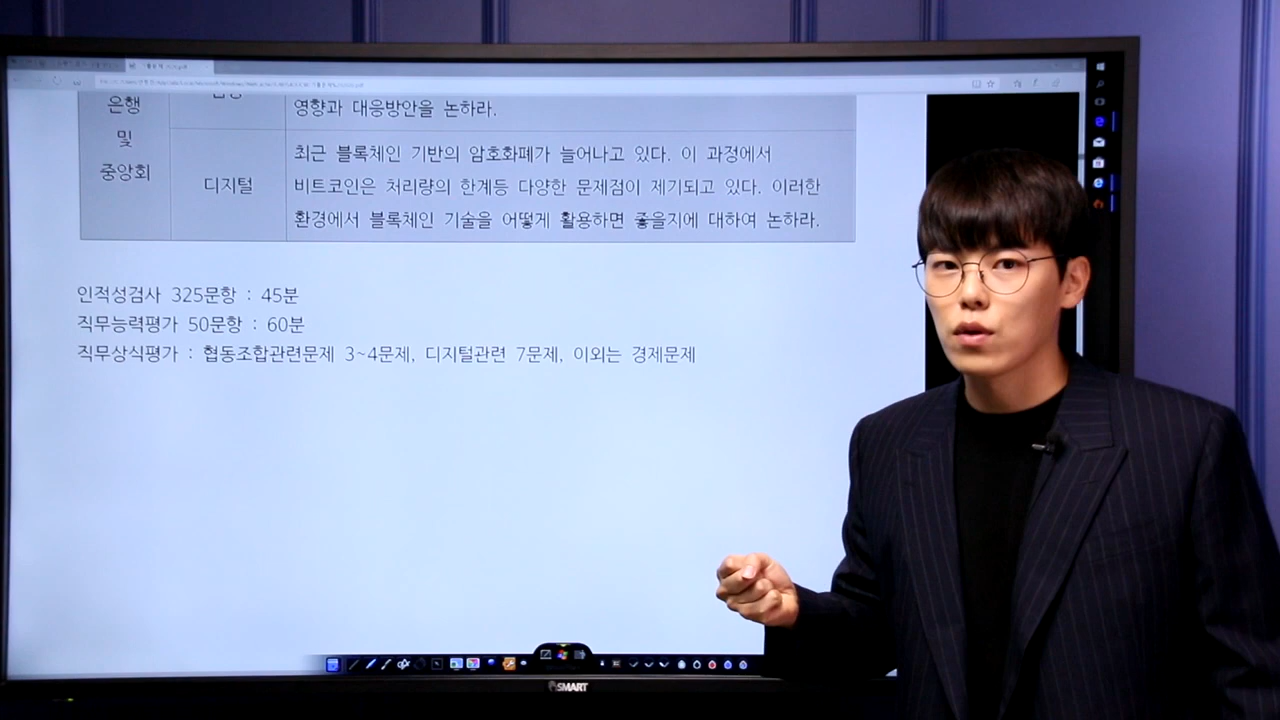 은행
및
중앙회
영향과 대응방안을 논하라.
디지털
최근 블록체인 기반의 암호화폐가 늘어나고 있다. 이 과정에서
비트코인은 처리량의 한계등 다양한 문제점이 제기되고 있다. 이러한
환경에서 블록체인 기술을 어떻게 활용하면 좋을지에 대하여 논하라.
인적성검사 325문항 : 45분
직무능력평가 50문항 : 60분
직무상식평가 : 협동조합관련문제 3~4문제, 디지털관련 7문제, 이외는 경제문제
SMART